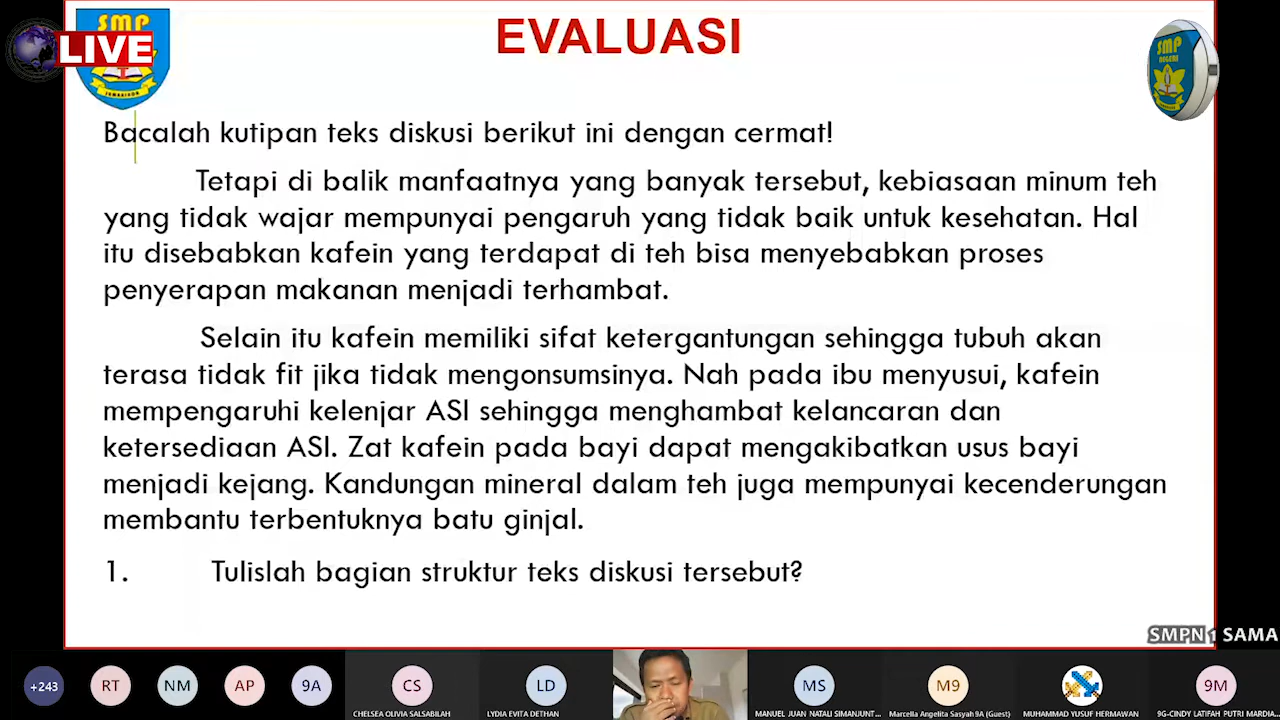 SMP
LIVE
EVALUASI
SMP
NEGERI
Bacalah kutipan teks diskusi berikut ini dengan cermat!
Tetapi di balik manfaatnya yang banyak tersebut, kebiasaan minum teh
yang tidak wajar mempunyai pengaruh yang tidak baik untuk kesehatan. Hal
itu disebabkan kafein yang terdapat di teh bisa menyebabkan proses
penyerapan makanan menjadi terhambat.
Selain itu kafein memiliki sifat ketergantungan sehingga tubuh akan
terasa tidak fit jika tidak mengonsumsinya. Nah pada ibu menyusui, kafein
mempengaruhi kelenjar ASI sehingga menghambat kelancaran dan
ketersediaan ASI. Zat kafein pada bayi dapat mengakibatkan usus bayi
menjadi kejang. Kandungan mineral dalam teh juga mempunyai kecenderungan
membantu terbentuknya batu ginjal.
1. Tulislah bagian struktur teks diskusi tersebut?
SMPN 1 SAMA
+243 RT NM AP 9A CS LD MS M9 9M
CHELSEA OLIVIA SALSABILAH LYDIA EVITA DETHAN MANUEL JUAN NATALI SIMANJUNT... Marcella Angelita Sasyah 9A (Guest) MUHAMMAD YUSUF HERMAWAN 9G-CINDY LATIFAH PUTRI MARDIA...